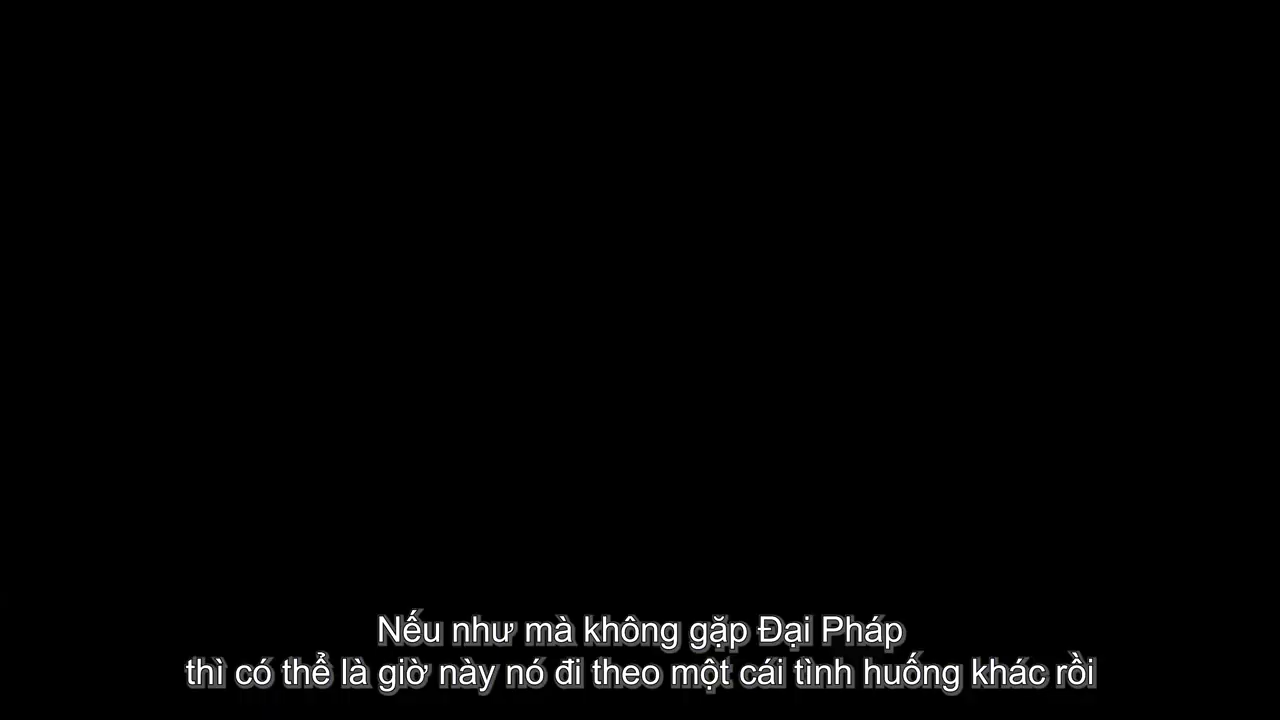 Nếu như mà không gặp Đại Pháp
thì có thể là giờ này nó đi theo một cái tình huống khác rồi